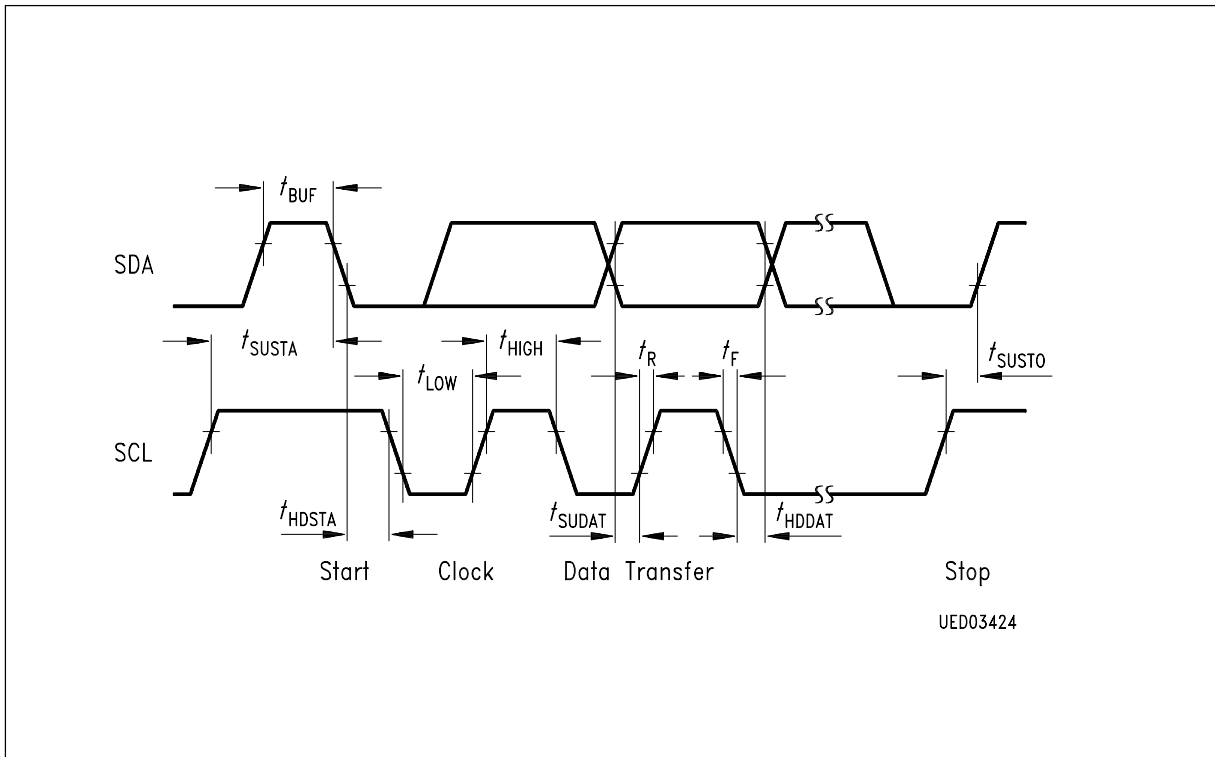 tBUF
SDA
tSUSTA
tHIGH
tR
tF
tSUSTO
tLOW
SCL
tHDSTA
tSUDAT
tHDDAT
Start
Clock
Data Transfer
Stop
UED03424